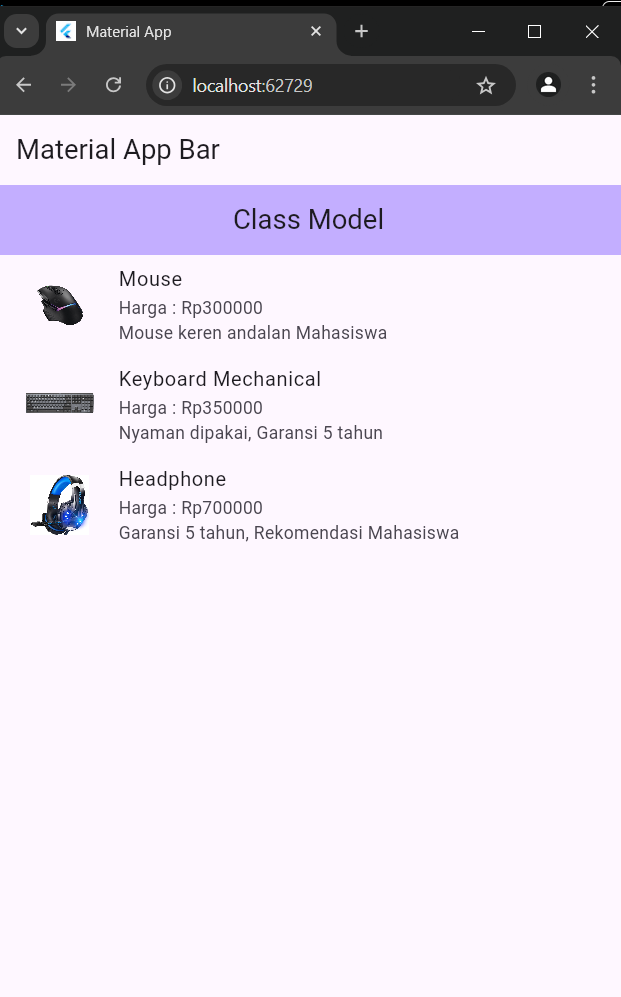 Material App
localhost:62729
Material App Bar
Class Model
Mouse
Harga : Rp300000
Mouse keren andalan Mahasiswa
Keyboard Mechanical
Harga : Rp350000
Nyaman dipakai, Garansi 5 tahun
Headphone
Harga : Rp700000
Garansi 5 tahun, Rekomendasi Mahasiswa